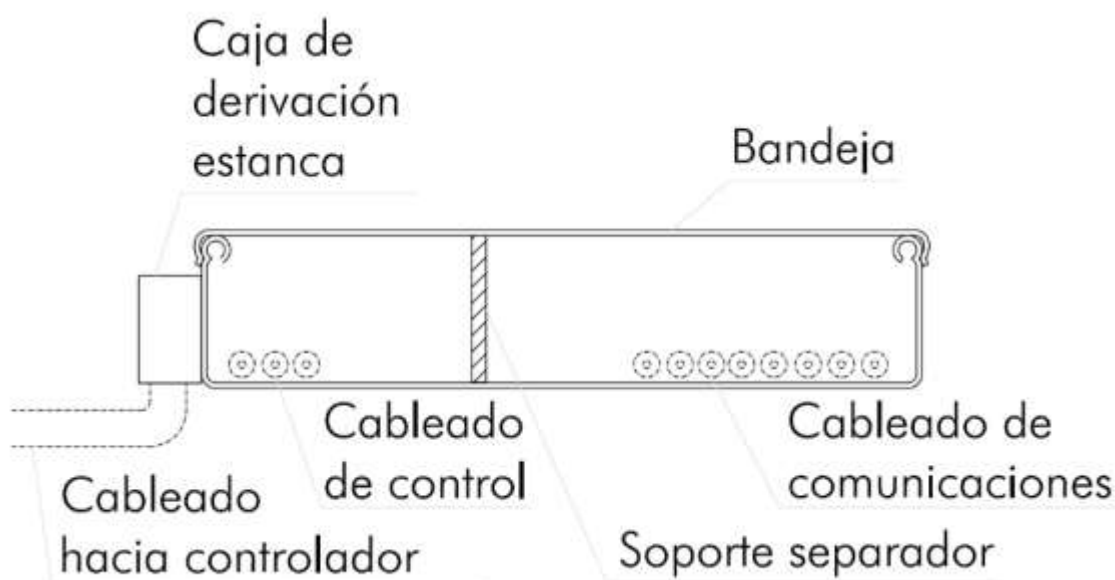 Caja de
derivación
estanca
Bandeja
Cableado
de control
Cableado de
comunicaciones
Cableado
hacia controlador
Soporte separador